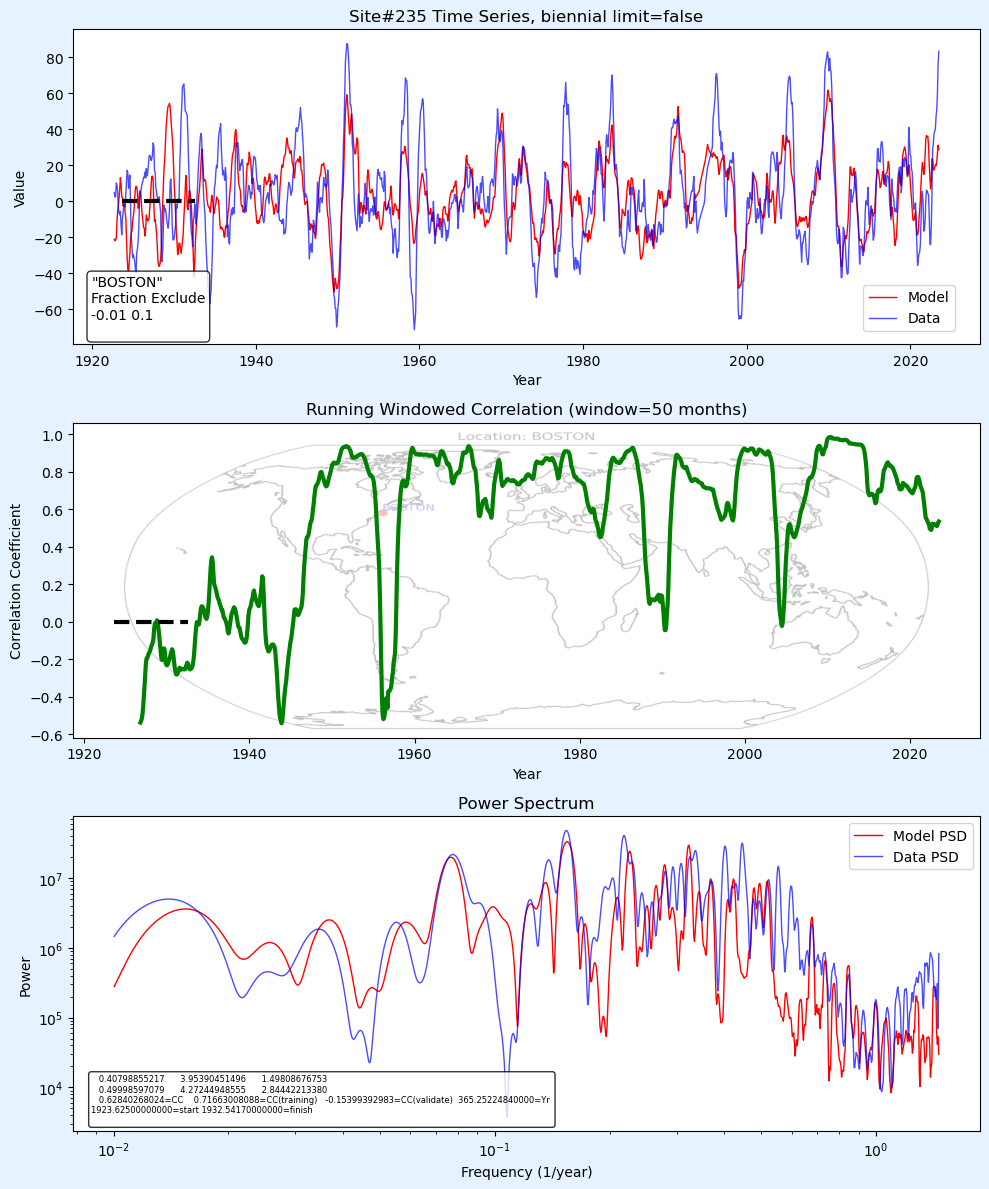 Site#235 Time Series, biennial limit=false
Value
80
60
40
20
0
−20
−40
−60
"BOSTON"
Fraction Exclude
-0.01 0.1
Model
Data
1920 1940 1960 1980 2000 2020
Year
Running Windowed Correlation (window=50 months)
Correlation Coefficient
Location: BOSTON
BOSTON
1.0
0.8
0.6
0.4
0.2
0.0
−0.2
−0.4
−0.6
1920 1940 1960 1980 2000 2020
Year
Power Spectrum
Power
Model PSD
Data PSD
10⁷
10⁶
10⁵
10⁴
0.40798855217 3.95390451496 1.49808676753
0.49998597079 4.27244948555 2.84442213380
0.62840268024=CC 0.71663008088=CC(training) -0.15399392983=CC(validate) 365.25224840000=Yr
1923.62500000000=start 1932.54170000000=finish
10⁻² 10⁻¹ 10⁰
Frequency (1/year)